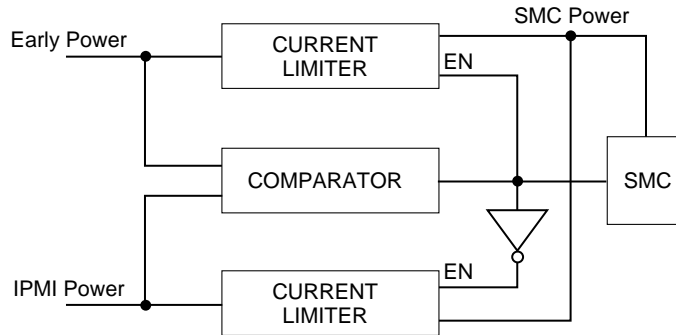 SMC Power
Early Power
CURRENT
LIMITER
EN
COMPARATOR
SMC
EN
IPMI Power
CURRENT
LIMITER